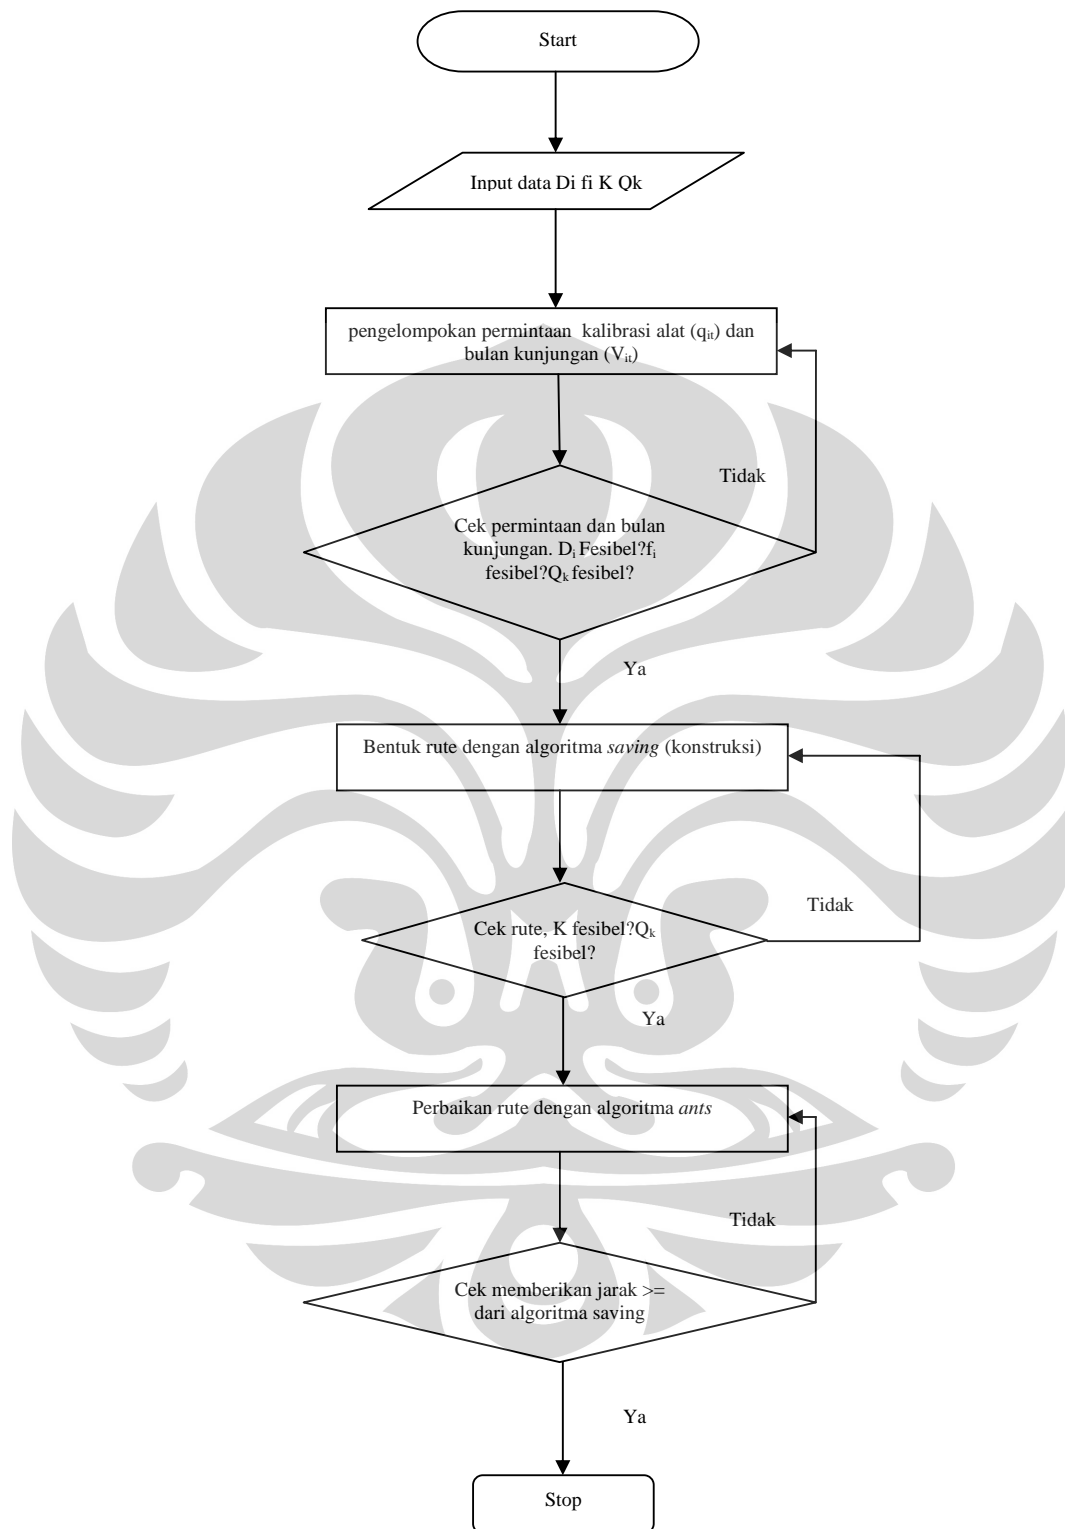 Start
Input data Di fi K Qk
pengelompokan permintaan kalibrasi alat (qit) dan
bulan kunjungan (Vit)
Tidak
Cek permintaan dan bulan
kunjungan. Di Fesibel?fi
fesibel?Qk fesibel?
Ya
Bentuk rute dengan algoritma saving (konstruksi)
Tidak
Cek rute, K fesibel?Qk
fesibel?
Ya
Perbaikan rute dengan algoritma ants
Tidak
Cek memberikan jarak >=
dari algoritma saving
Ya
Stop